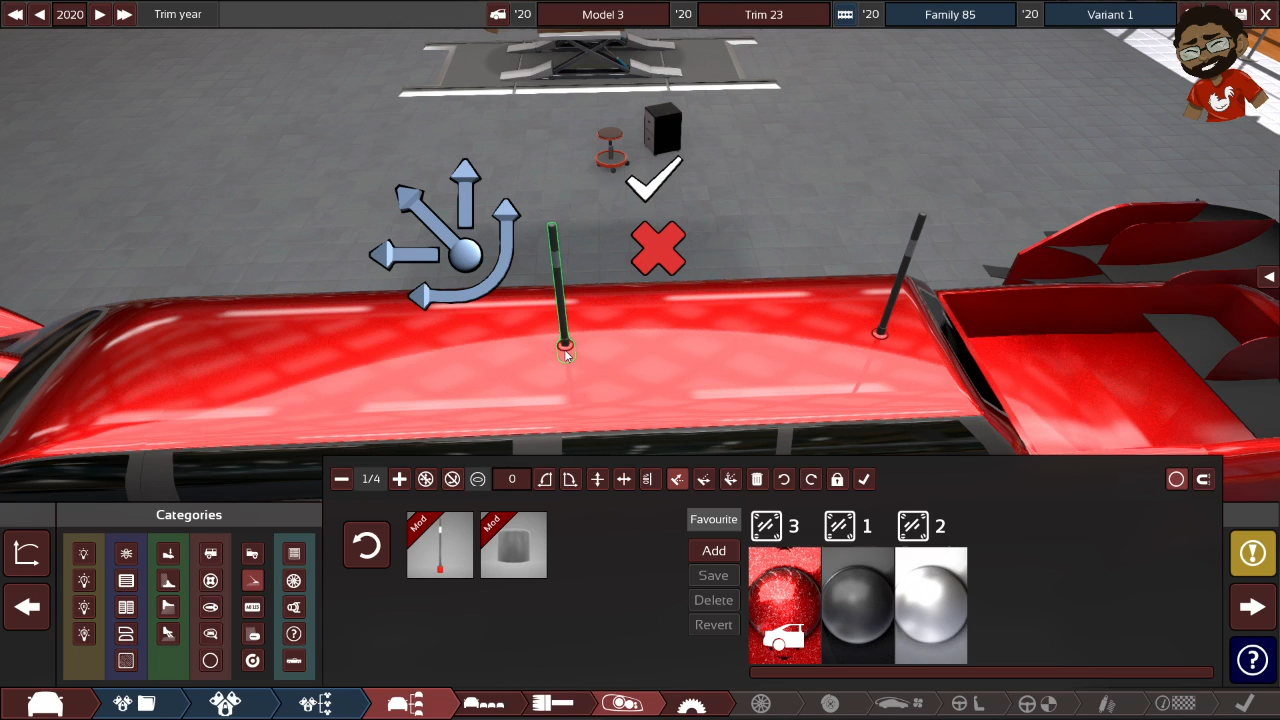 2020
Trim year
'20
Model 3
'20
Trim 23
'20
Family 85
'20
Variant 1
1/4
0
Categories
Mod
Mod
Favourite
3
1
2
Add
Save
Delete
Revert
?
?